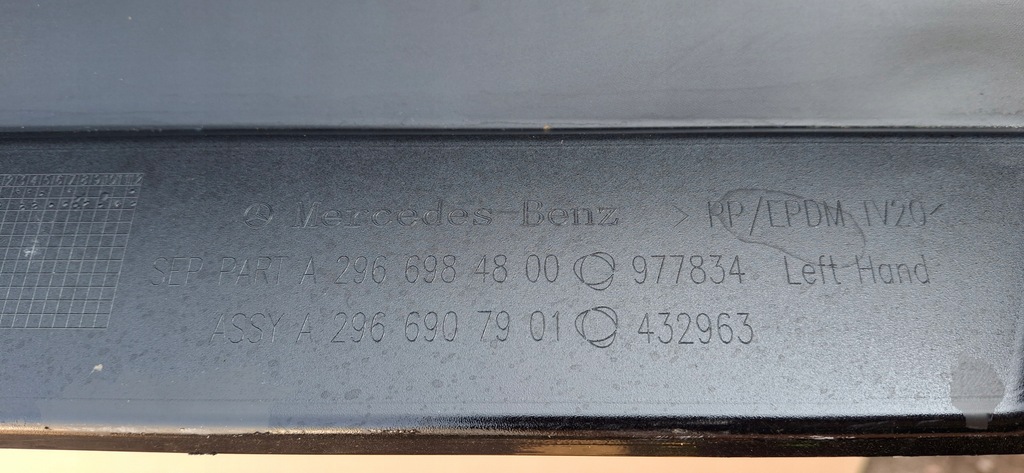 Mercedes-Benz > PP/EPDM TV20<
SEP PART A 296 698 48 00 977834 Left Hand
ASSY A 296 690 79 01 432963